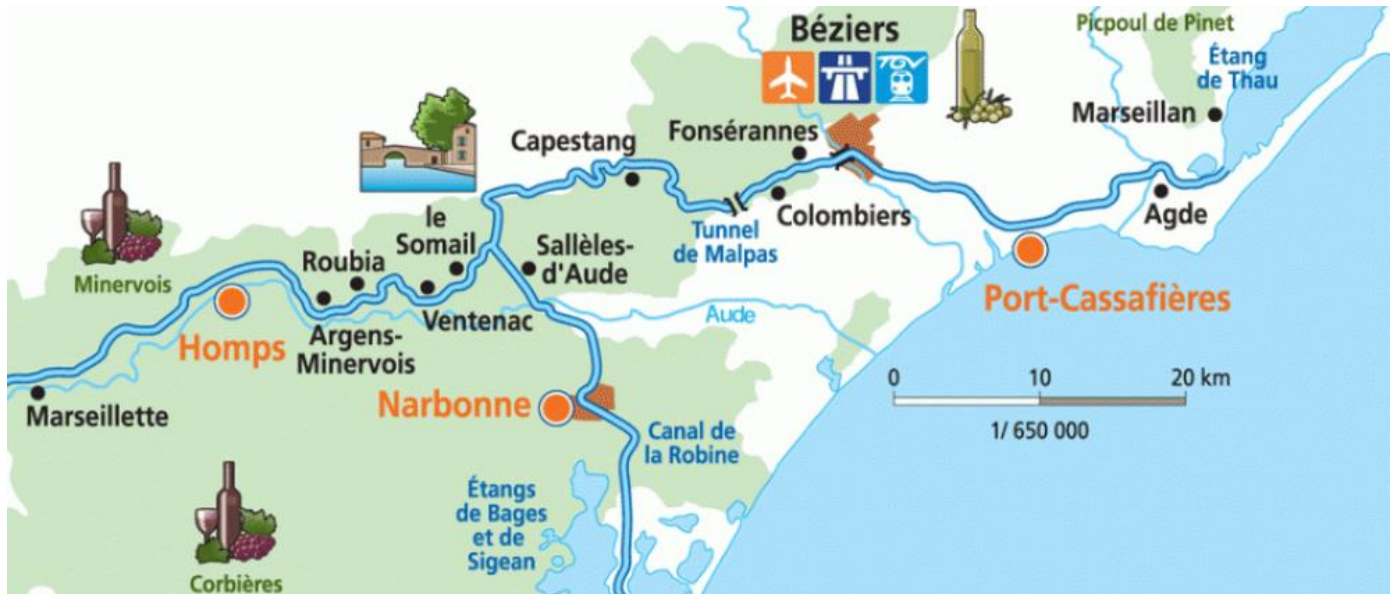 Béziers
TGV
Picpoul de Pinet
Étang
de Thau
Marseillan
Capestang
Fonsérannes
Colombiers
Agde
le
Somail
Sallèles-
d'Aude
Tunnel
de Malpas
Roubia
Minervois
Ventenac
Aude
Port-Cassafières
Homps
Argens-
Minervois
Narbonne
Marseillette
0 10 20 km
1/ 650 000
Canal de
la Robine
Étangs
de Bages
et de
Sigean
Corbières